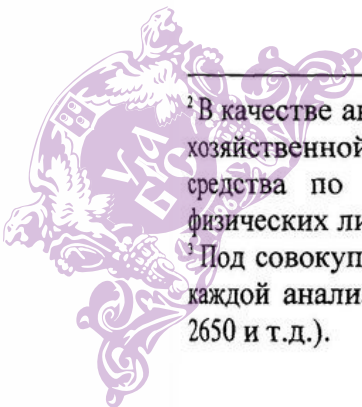 ² В качестве ан
хозяйственной
средства по
физических ли
³ Под совокуп
каждой анали
2650 и т.д.).